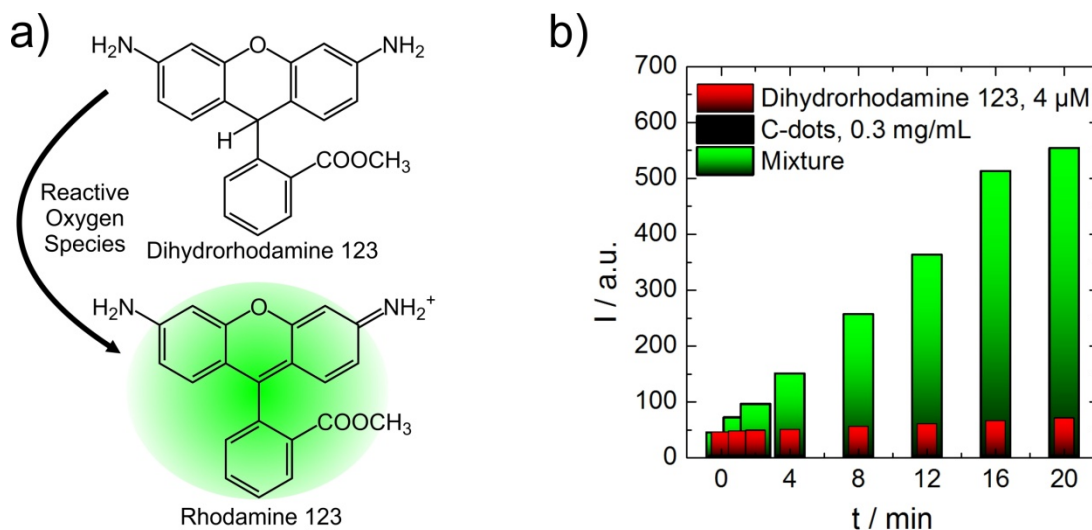 a)
H₂N
O
NH₂
H
COOCH₃
Reactive
Oxygen
Species
Dihydrorhodamine 123
H₂N
O
NH₂⁺
COOCH₃
Rhodamine 123
b)
Dihydrorhodamine 123, 4 µM
C-dots, 0.3 mg/mL
Mixture
I / a.u.
700
600
500
400
300
200
100
0
0
4
8
12
16
20
t / min